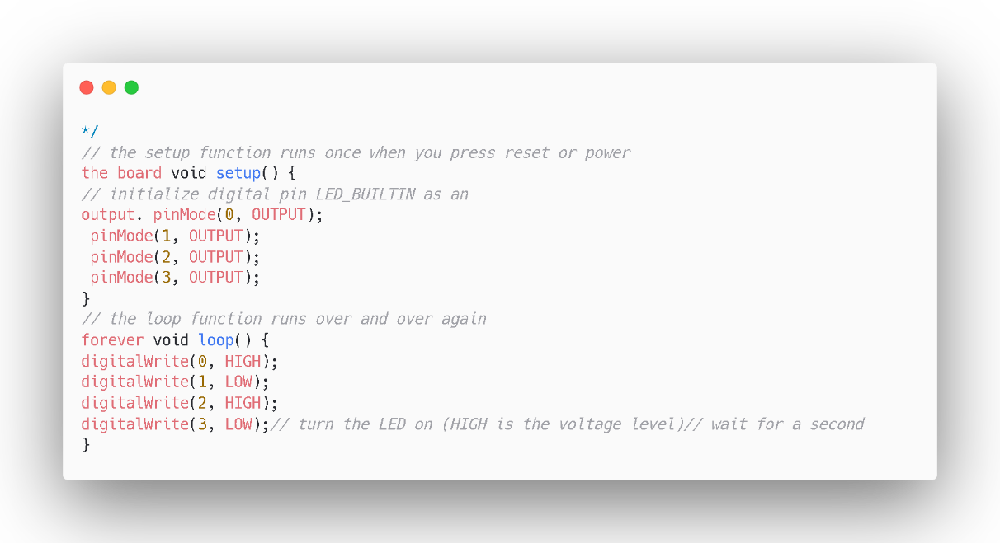 */
// the setup function runs once when you press reset or power
the board void setup() {
// initialize digital pin LED_BUILTIN as an
output. pinMode(0, OUTPUT);
 pinMode(1, OUTPUT);
 pinMode(2, OUTPUT);
 pinMode(3, OUTPUT);
}
// the loop function runs over and over again
forever void loop() {
digitalWrite(0, HIGH);
digitalWrite(1, LOW);
digitalWrite(2, HIGH);
digitalWrite(3, LOW);// turn the LED on (HIGH is the voltage level)// wait for a second
}